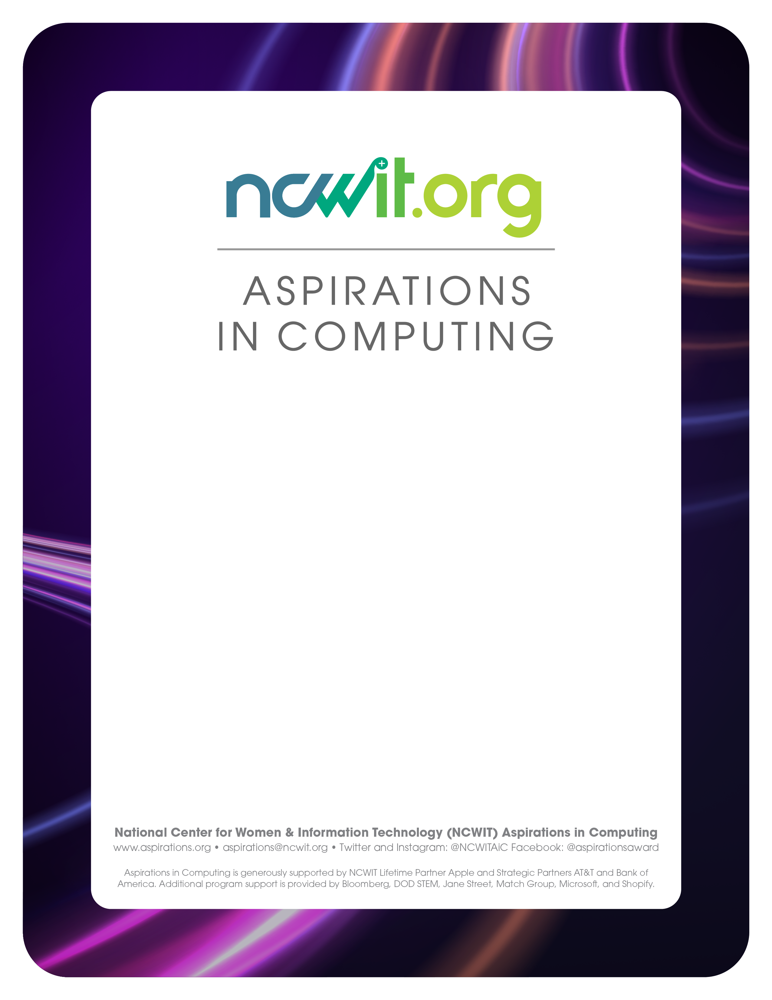 ncwit.org
ASPIRATIONS
IN COMPUTING
National Center for Women & Information Technology (NCWIT) Aspirations in Computing
www.aspirations.org • aspirations@ncwit.org • Twitter and Instagram: @NCWITAiC Facebook: @aspirationsaward
Aspirations in Computing is generously supported by NCWIT Lifetime Partner Apple and Strategic Partners AT&T and Bank of
America. Additional program support is provided by Bloomberg, DOD STEM, Jane Street, Match Group, Microsoft, and Shopify.